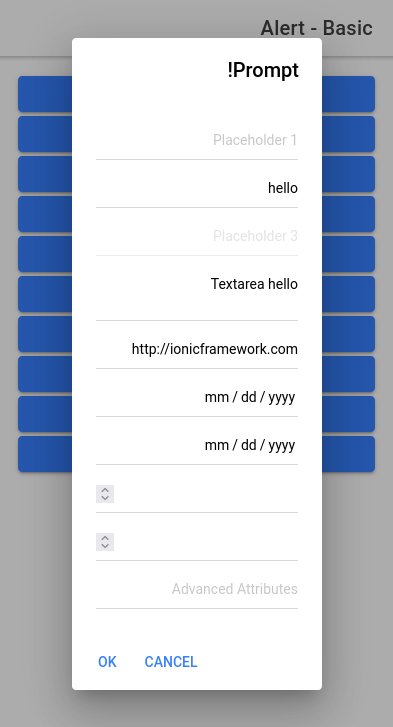 Alert - Basic
!Prompt
Placeholder 1
hello
Placeholder 3
Textarea hello
http://ionicframework.com
mm / dd / yyyy
mm / dd / yyyy
Advanced Attributes
OK CANCEL